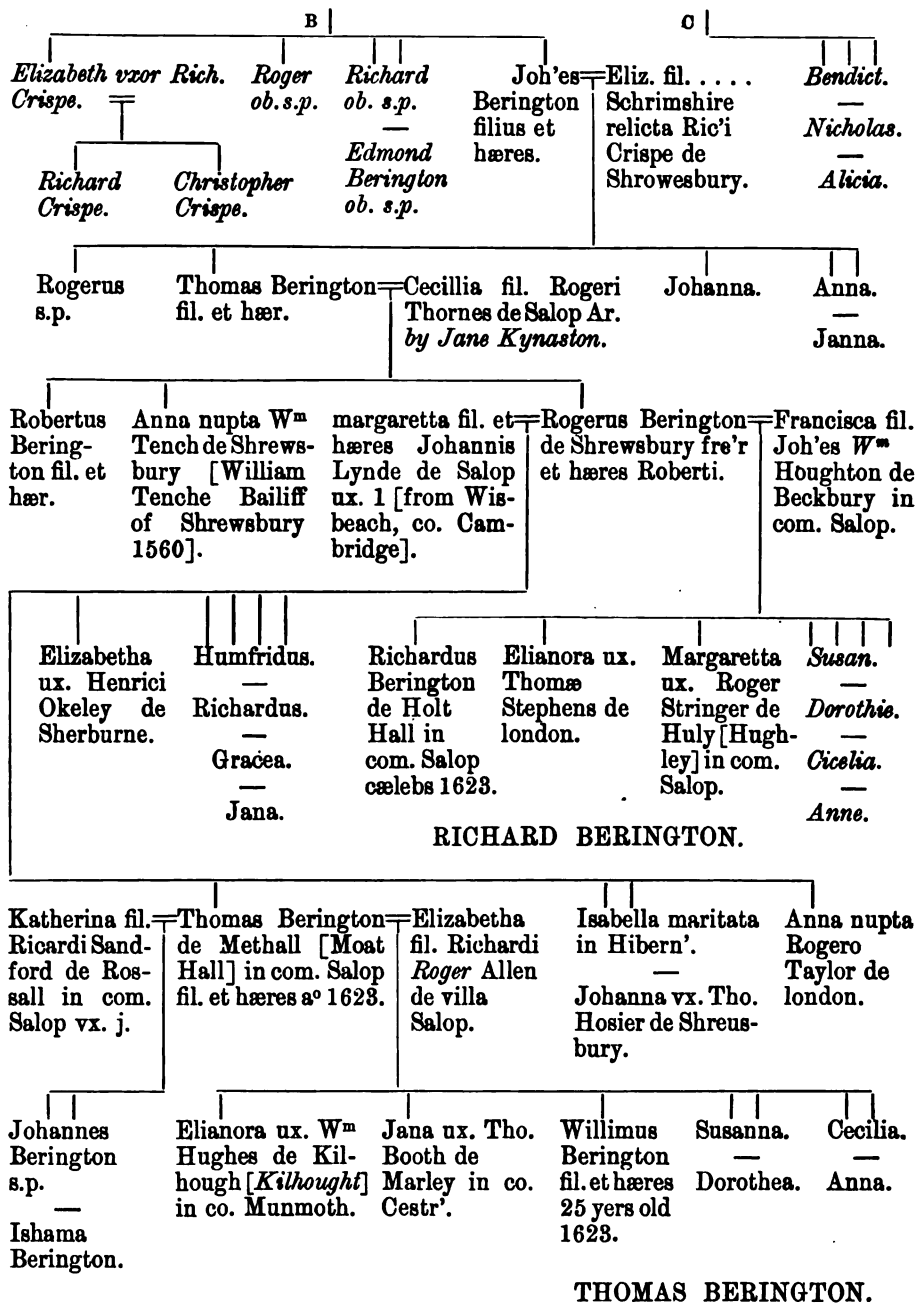 B
C
Elizabeth vxor Rich.
Crispe.
Roger
ob. s.p.
Richard
ob. s.p.
—
Edmond
Berington
ob. s.p.
Joh'es
Berington
filius et
hæres.
Eliz. fil. . . . . .
Schrimshire
relicta Ric'i
Crispe de
Shrowesbury.
Bendict.
—
Nicholas.
—
Alicia.
Richard
Crispe.
Christopher
Crispe.
Rogerus
s.p.
Thomas Berington
fil. et hær.
Cecillia fil. Rogeri
Thornes de Salop Ar.
by Jane Kynaston.
Johanna.
Anna.
—
Janna.
Robertus
Bering-
ton fil. et
hær.
Anna nupta Wm
Tench de Shrews-
bury [William
Tenche Bailiff
of Shrewsbury
1560].
margaretta fil. et
hæres Johannis
Lynde de Salop
ux. 1 [from Wis-
beach, co. Cam-
bridge].
Rogerus Berington
de Shrewsbury fre'r
et hæres Roberti.
Francisca fil.
Joh'es Wm
Houghton de
Beckbury in
com. Salop.
Elizabetha
ux. Henrici
Okeley de
Sherburne.
Humfridus.
—
Richardus.
—
Gracea.
—
Jana.
Richardus
Berington
de Holt
Hall in
com. Salop
cælebs 1623.
Elianora ux.
Thomæ
Stephens de
london.
Margaretta
ux. Roger
Stringer de
Huly [Hugh-
ley] in com.
Salop.
Susan.
—
Dorothie.
—
Cicelia.
—
Anne.
RICHARD BERINGTON.
Katherina fil.
Ricardi Sand-
ford de Ros-
sall in com.
Salop vx. j.
Thomas Berington
de Methall [Moat
Hall] in com. Salop
fil. et hæres ao 1623.
Elizabetha
fil. Richardi
Roger Allen
de villa
Salop.
Isabella maritata
in Hibern'.
—
Johanna vx. Tho.
Hosier de Shreus-
bury.
Anna nupta
Rogero
Taylor de
london.
Johannes
Berington
s.p.
—
Ishama
Berington.
Elianora ux. Wm
Hughes de Kil-
hough [Kilhought]
in co. Munmoth.
Jana ux. Tho.
Booth de
Marley in co.
Cestr'.
Willimus
Berington
fil. et hæres
25 yers old
1623.
Susanna.
—
Dorothea.
Cecilia.
—
Anna.
THOMAS BERINGTON.